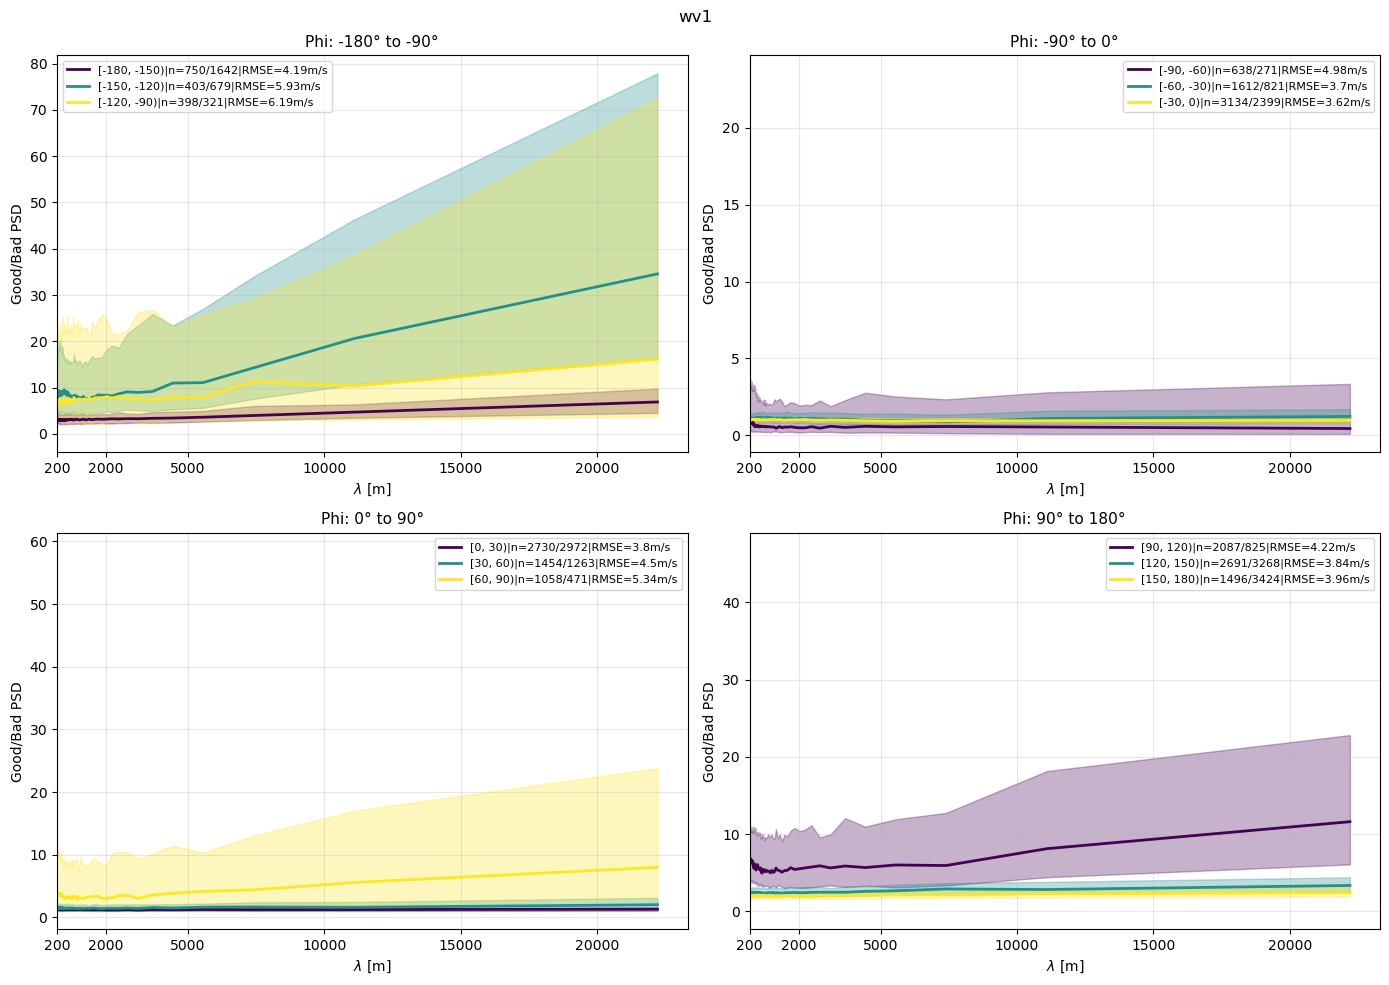 wv1
Phi: -180° to -90°
[-180, -150)|n=750/1642|RMSE=4.19m/s
[-150, -120)|n=403/679|RMSE=5.93m/s
[-120, -90)|n=398/321|RMSE=6.19m/s
Good/Bad PSD
80
70
60
50
40
30
20
10
0
200 2000 5000 10000 15000 20000
λ [m]
Phi: -90° to 0°
[-90, -60)|n=638/271|RMSE=4.98m/s
[-60, -30)|n=1612/821|RMSE=3.7m/s
[-30, 0)|n=3134/2399|RMSE=3.62m/s
Good/Bad PSD
20
15
10
5
0
200 2000 5000 10000 15000 20000
λ [m]
Phi: 0° to 90°
[0, 30)|n=2730/2972|RMSE=3.8m/s
[30, 60)|n=1454/1263|RMSE=4.5m/s
[60, 90)|n=1058/471|RMSE=5.34m/s
Good/Bad PSD
60
50
40
30
20
10
0
200 2000 5000 10000 15000 20000
λ [m]
Phi: 90° to 180°
[90, 120)|n=2087/825|RMSE=4.22m/s
[120, 150)|n=2691/3268|RMSE=3.84m/s
[150, 180)|n=1496/3424|RMSE=3.96m/s
Good/Bad PSD
40
30
20
10
0
200 2000 5000 10000 15000 20000
λ [m]